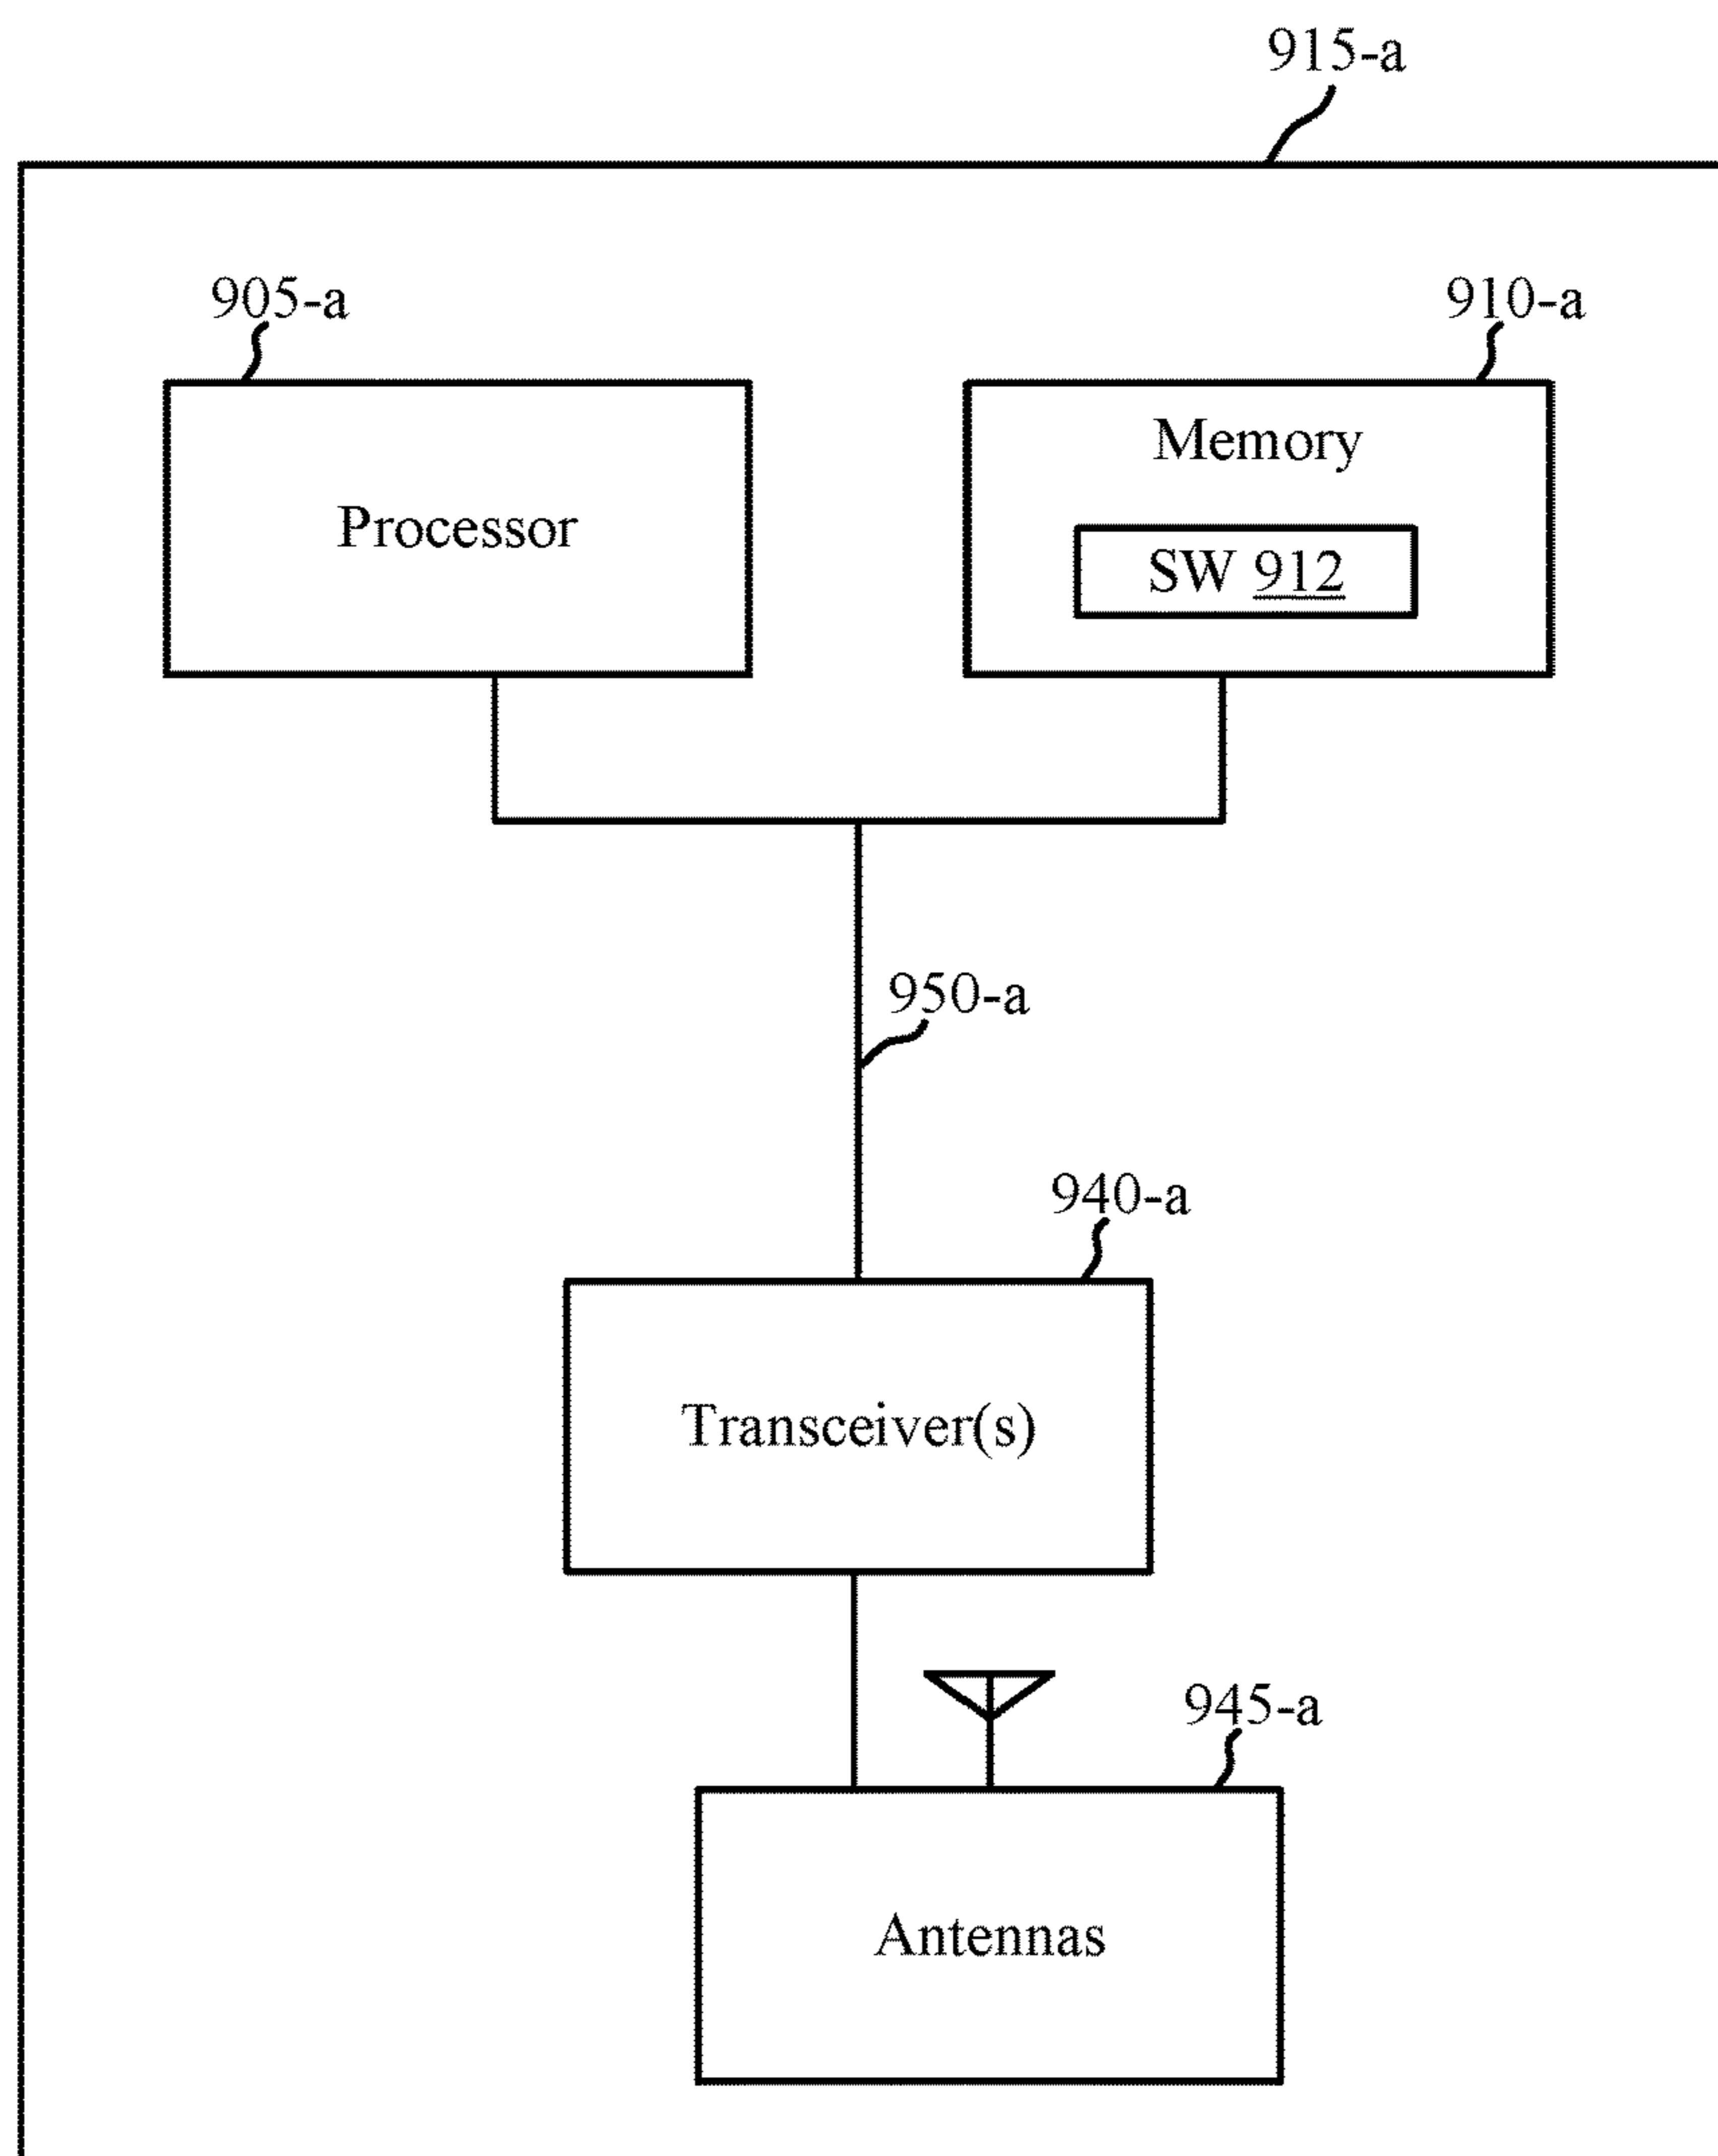 915-a
905-a
910-a
Processor
Memory
SW 912
950-a
940-a
Transceiver(s)
945-a
Antennas